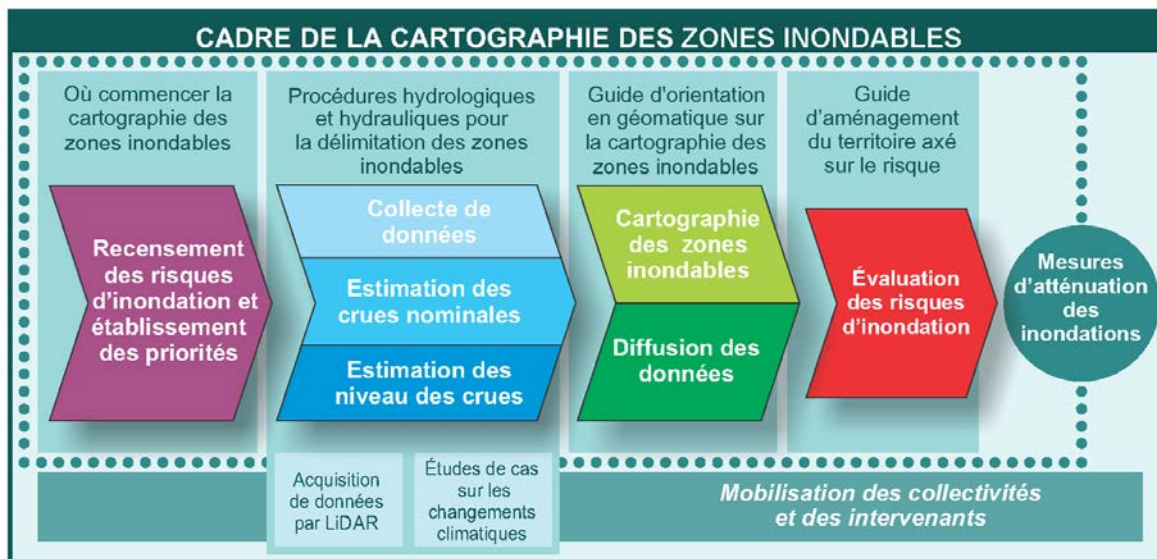 CADRE DE LA CARTOGRAPHIE DES ZONES INONDABLES
Où commencer la
cartographie des
zones inondables
Recensement
des risques
d'inondation et
établissement
des priorités
Procédures hydrologiques
et hydrauliques pour
la délimitation des zones
inondables
Collecte de
données
Estimation des
crues nominales
Estimation des
niveau des crues
Acquisition
de données
par LiDAR
Études de cas
sur les
changements
climatiques
Guide d'orientation
en géomatique sur
la cartographie des
zones inondables
Cartographie
des zones
inondables
Diffusion des
données
Guide
d'aménagement
du territoire axé
sur le risque
Évaluation
des risques
d'inondation
Mesures
d'atténuation
des
inondations
Mobilisation des collectivités
et des intervenants